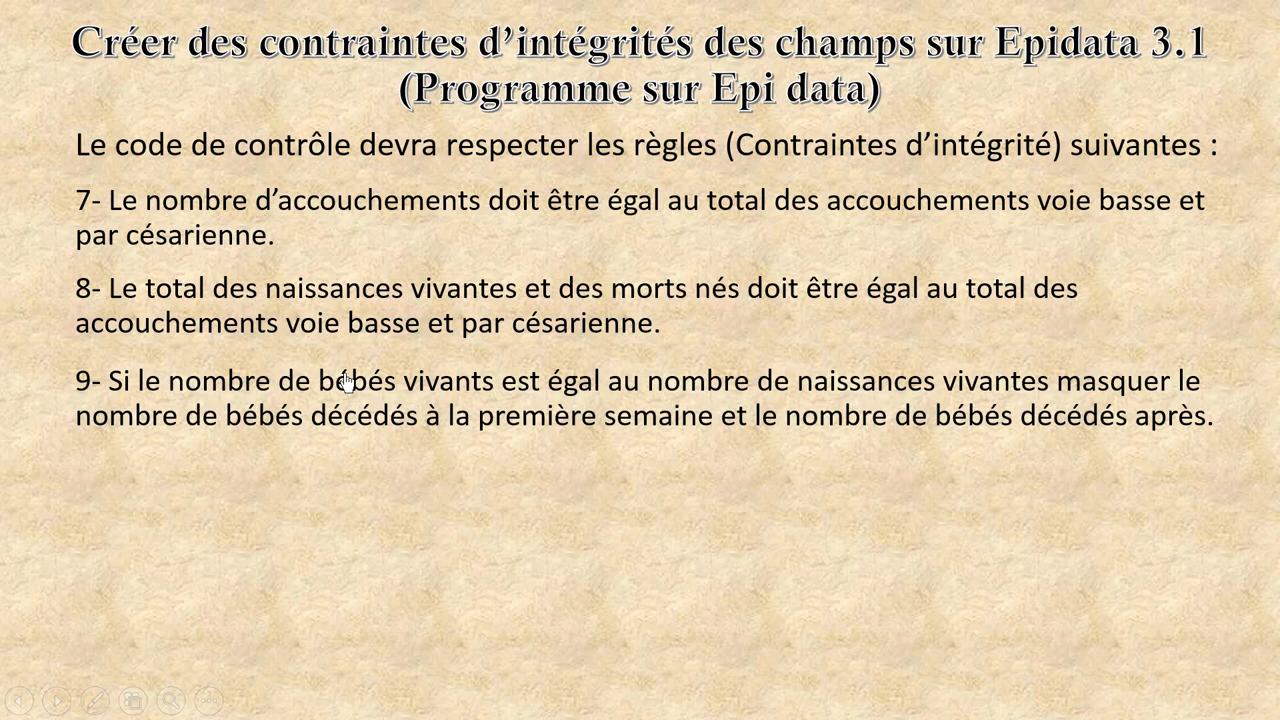 Créer des contraintes d’intégrités des champs sur Epidata 3.1
(Programme sur Epi data)
Le code de contrôle devra respecter les règles (Contraintes d’intégrité) suivantes :
7- Le nombre d’accouchements doit être égal au total des accouchements voie basse et
par césarienne.
8- Le total des naissances vivantes et des morts nés doit être égal au total des
accouchements voie basse et par césarienne.
9- Si le nombre de bébés vivants est égal au nombre de naissances vivantes masquer le
nombre de bébés décédés à la première semaine et le nombre de bébés décédés après.